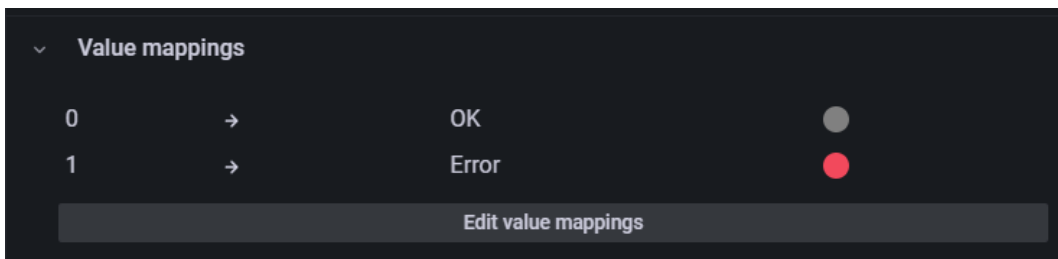 Value mappings
0 → OK
1 → Error
Edit value mappings